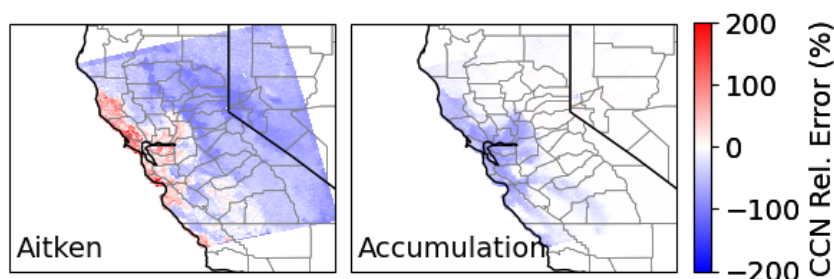 Aitken
Accumulation
200
100
0
−100
−200
CCN Rel. Error (%)